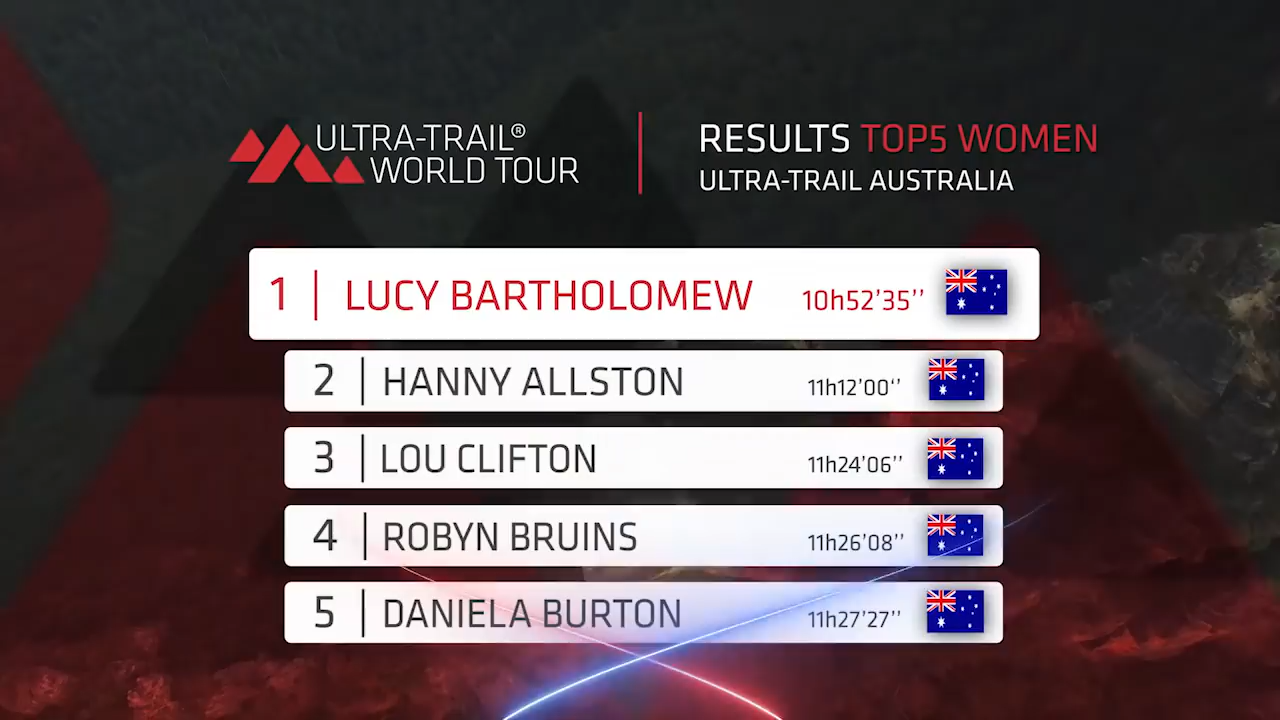 ULTRA-TRAIL®
WORLD TOUR
RESULTS TOP5 WOMEN
ULTRA-TRAIL AUSTRALIA
1 LUCY BARTHOLOMEW 10h52’35’’
2 HANNY ALLSTON 11h12’00‘’
3 LOU CLIFTON 11h24’06’’
4 ROBYN BRUINS 11h26’08’’
5 DANIELA BURTON 11h27’27’’